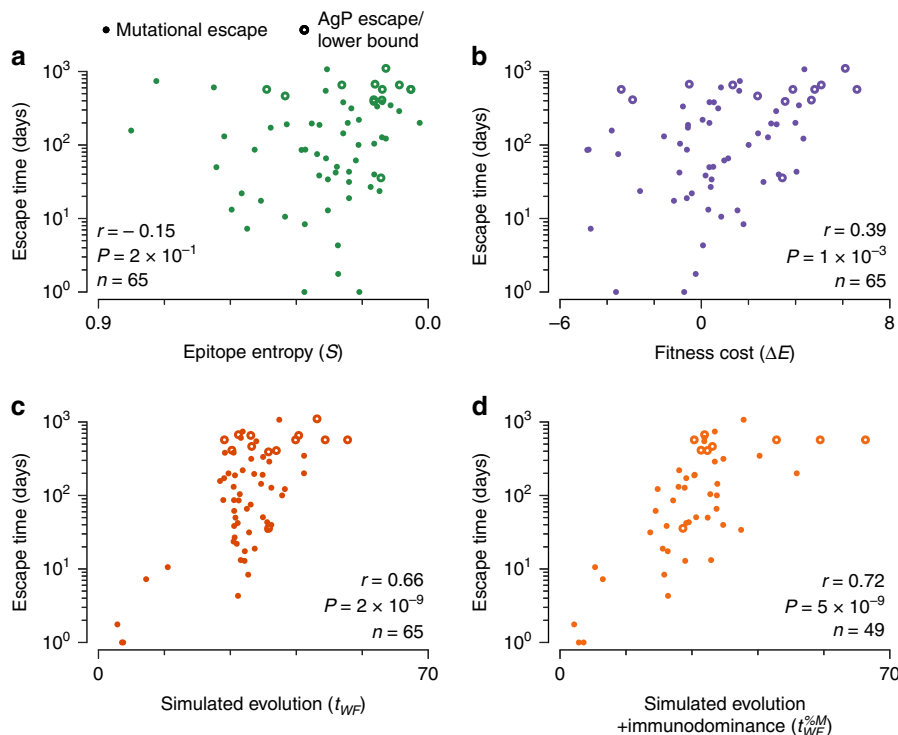 Mutational escape
AgP escape/
lower bound
a
Escape time (days)
10³
10²
10¹
10⁰
r = – 0.15
P = 2 × 10⁻¹
n = 65
0.9
0.0
Epitope entropy (S)
b
Escape time (days)
10³
10²
10¹
10⁰
r = 0.39
P = 1 × 10⁻³
n = 65
–6
0
8
Fitness cost (ΔE)
c
Escape time (days)
10³
10²
10¹
10⁰
r = 0.66
P = 2 × 10⁻⁹
n = 65
0
70
Simulated evolution (t_WF)
d
Escape time (days)
10³
10²
10¹
10⁰
r = 0.72
P = 5 × 10⁻⁹
n = 49
0
70
Simulated evolution
+immunodominance (t_WF^%M)